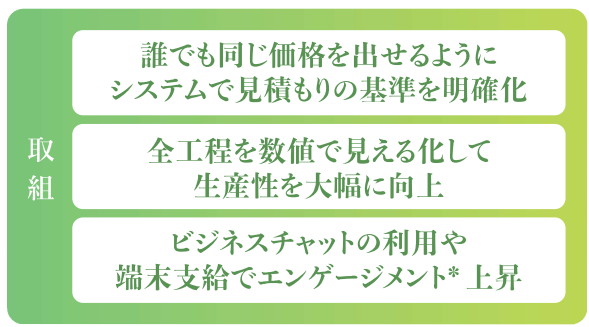 取組
誰でも同じ価格を出せるように
システムで見積もりの基準を明確化
全工程を数値で見える化して
生産性を大幅に向上
ビジネスチャットの利用や
端末支給でエンゲージメント* 上昇